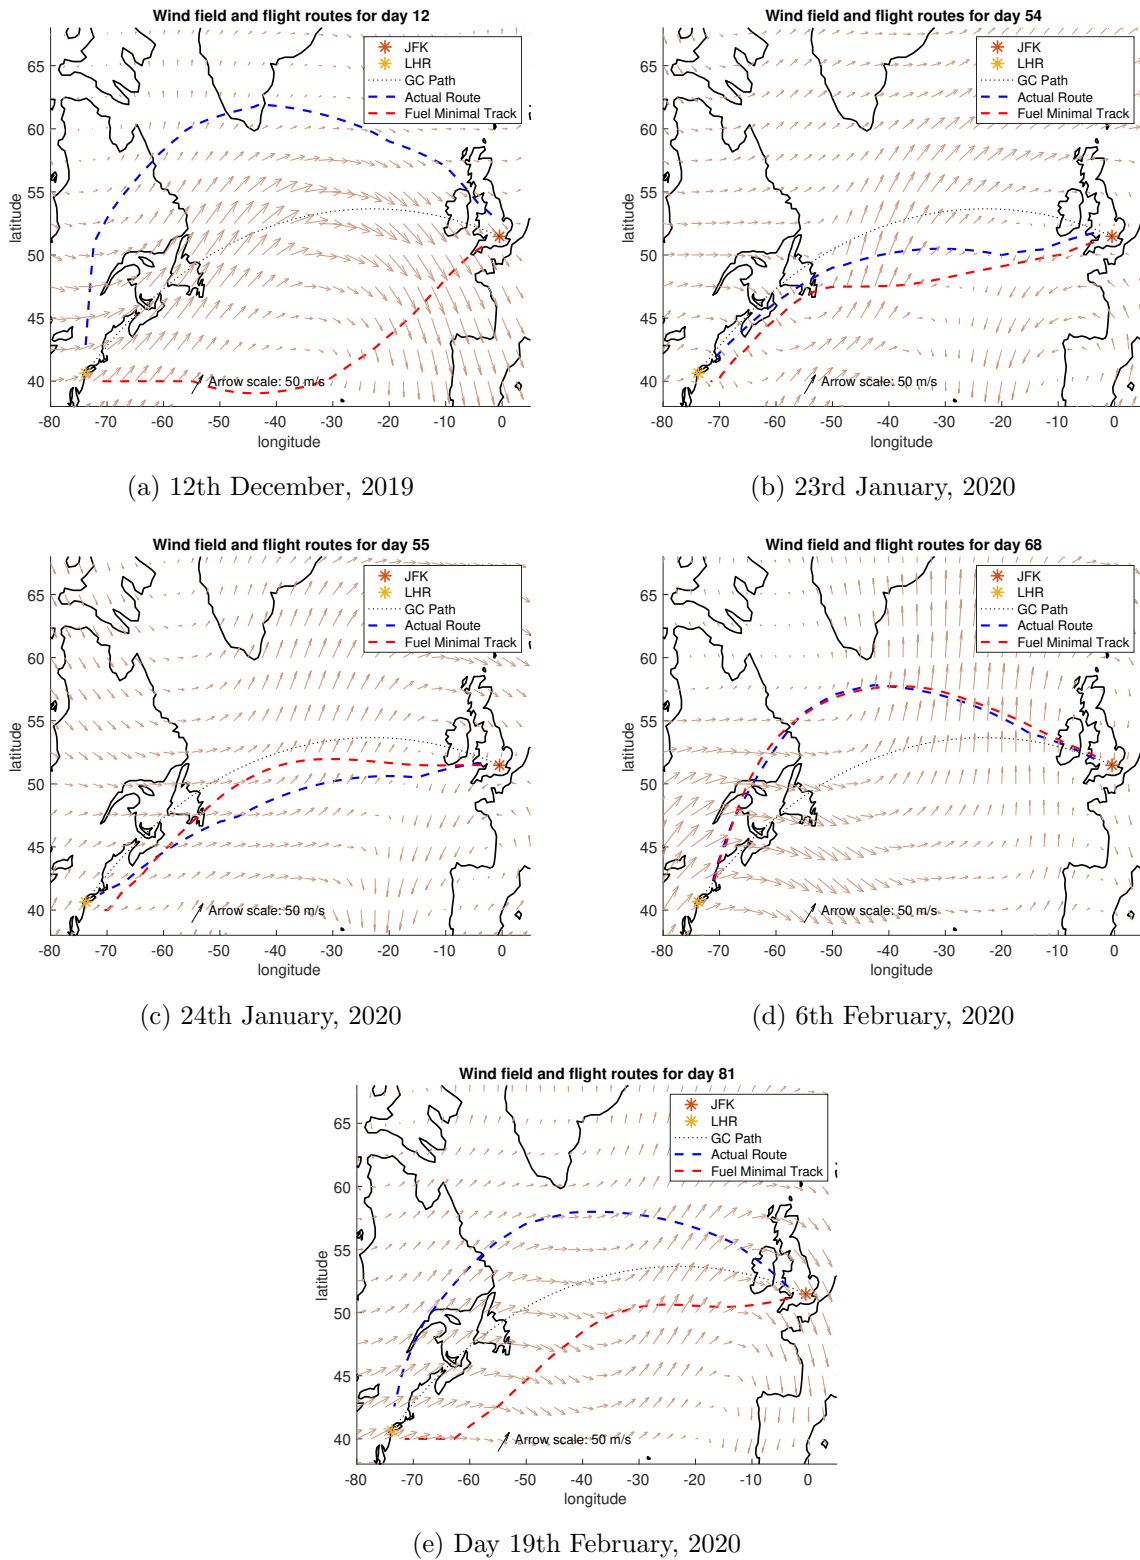 Wind field and flight routes for day 12
JFK
LHR
GC Path
Actual Route
Fuel Minimal Track
latitude
65
60
55
50
45
40
Arrow scale: 50 m/s
-80 -70 -60 -50 -40 -30 -20 -10 0
longitude
(a) 12th December, 2019
Wind field and flight routes for day 54
JFK
LHR
GC Path
Actual Route
Fuel Minimal Track
latitude
65
60
55
50
45
40
Arrow scale: 50 m/s
-80 -70 -60 -50 -40 -30 -20 -10 0
longitude
(b) 23rd January, 2020
Wind field and flight routes for day 55
JFK
LHR
GC Path
Actual Route
Fuel Minimal Track
latitude
65
60
55
50
45
40
Arrow scale: 50 m/s
-80 -70 -60 -50 -40 -30 -20 -10 0
longitude
(c) 24th January, 2020
Wind field and flight routes for day 68
JFK
LHR
GC Path
Actual Route
Fuel Minimal Track
latitude
65
60
55
50
45
40
Arrow scale: 50 m/s
-80 -70 -60 -50 -40 -30 -20 -10 0
longitude
(d) 6th February, 2020
Wind field and flight routes for day 81
JFK
LHR
GC Path
Actual Route
Fuel Minimal Track
latitude
65
60
55
50
45
40
Arrow scale: 50 m/s
-80 -70 -60 -50 -40 -30 -20 -10 0
longitude
(e) Day 19th February, 2020